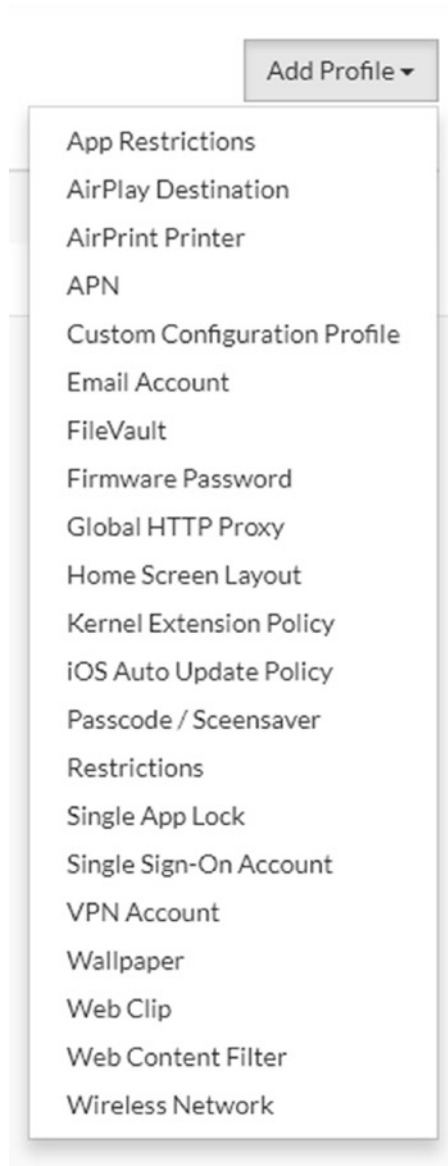 Add Profile
App Restrictions
AirPlay Destination
AirPrint Printer
APN
Custom Configuration Profile
Email Account
FileVault
Firmware Password
Global HTTP Proxy
Home Screen Layout
Kernel Extension Policy
iOS Auto Update Policy
Passcode / Sceensaver
Restrictions
Single App Lock
Single Sign-On Account
VPN Account
Wallpaper
Web Clip
Web Content Filter
Wireless Network